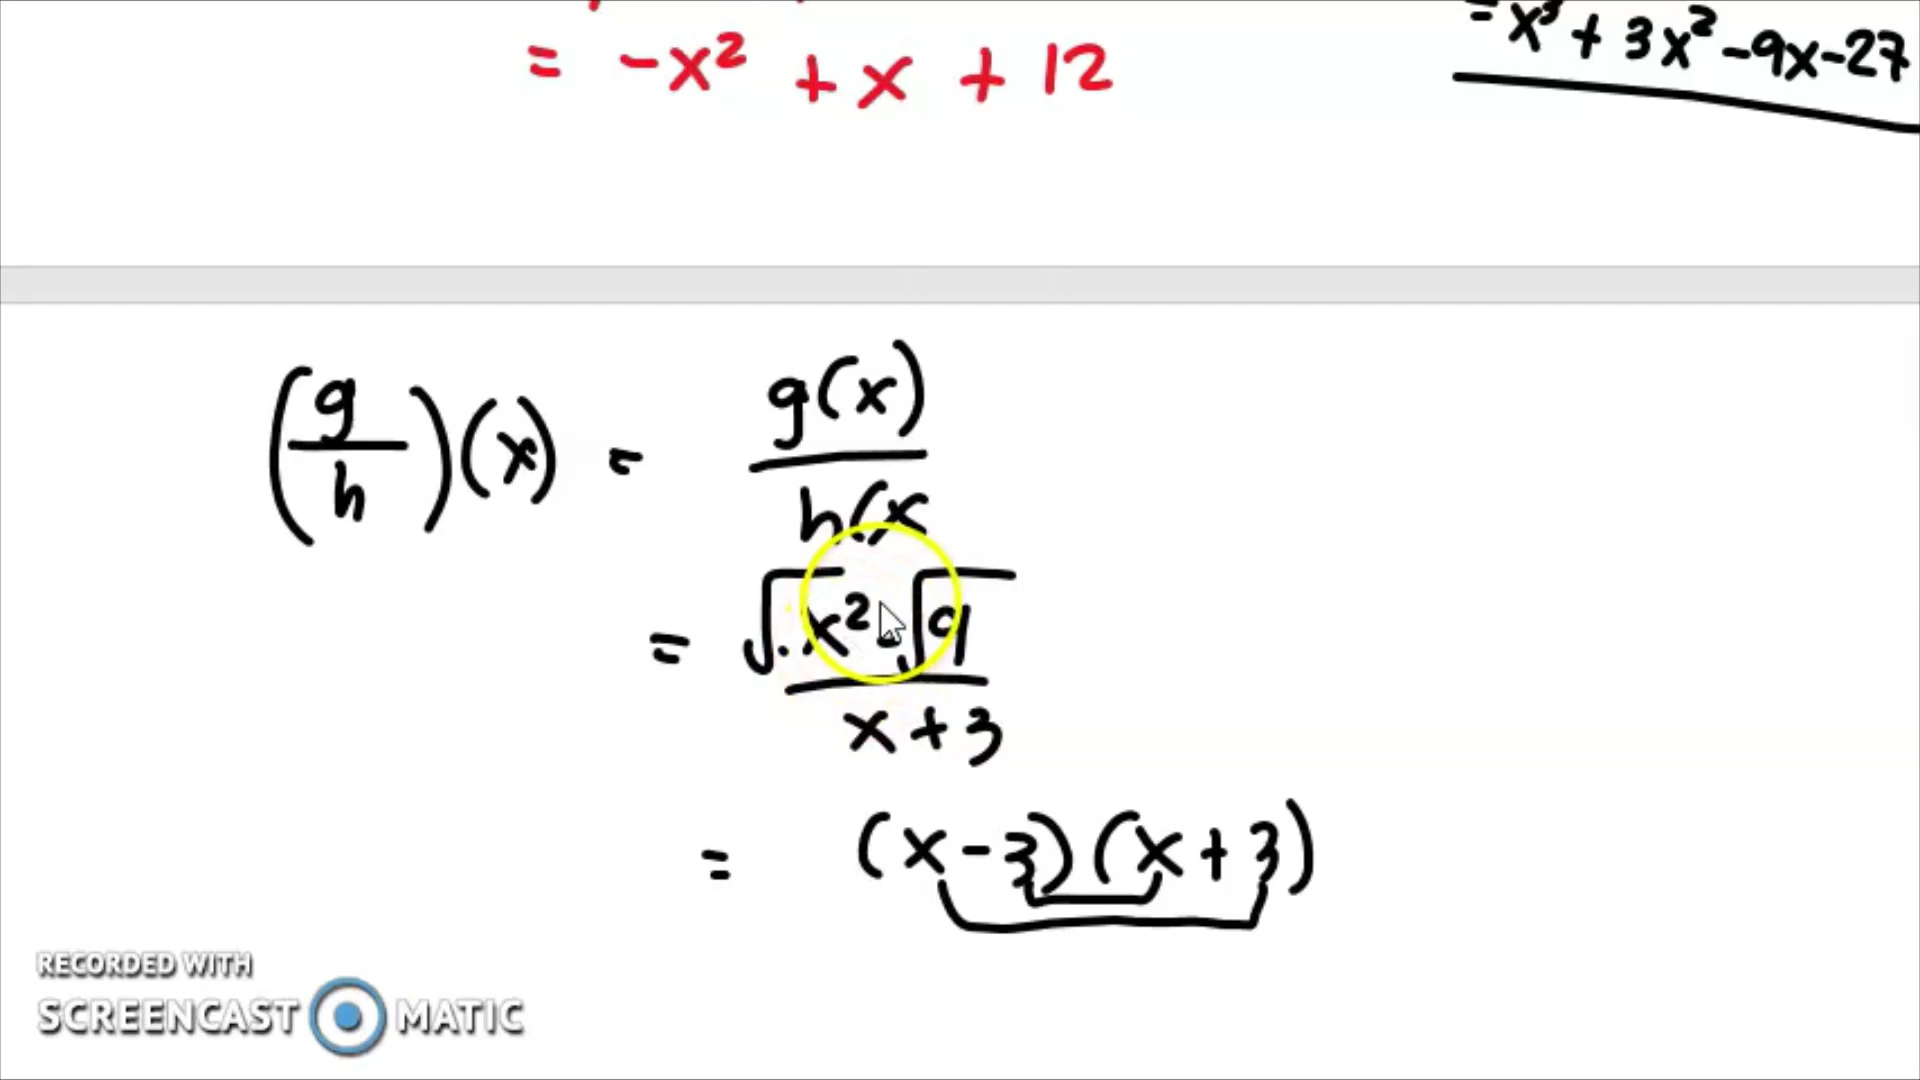 = -x² + x + 12
= x³ + 3x² - 9x - 27
(g/h)(x) = g(x)/h(x
= √x² - √9
x + 3
= (x - 3)(x + 3)
RECORDED WITH
SCREENCAST MATIC